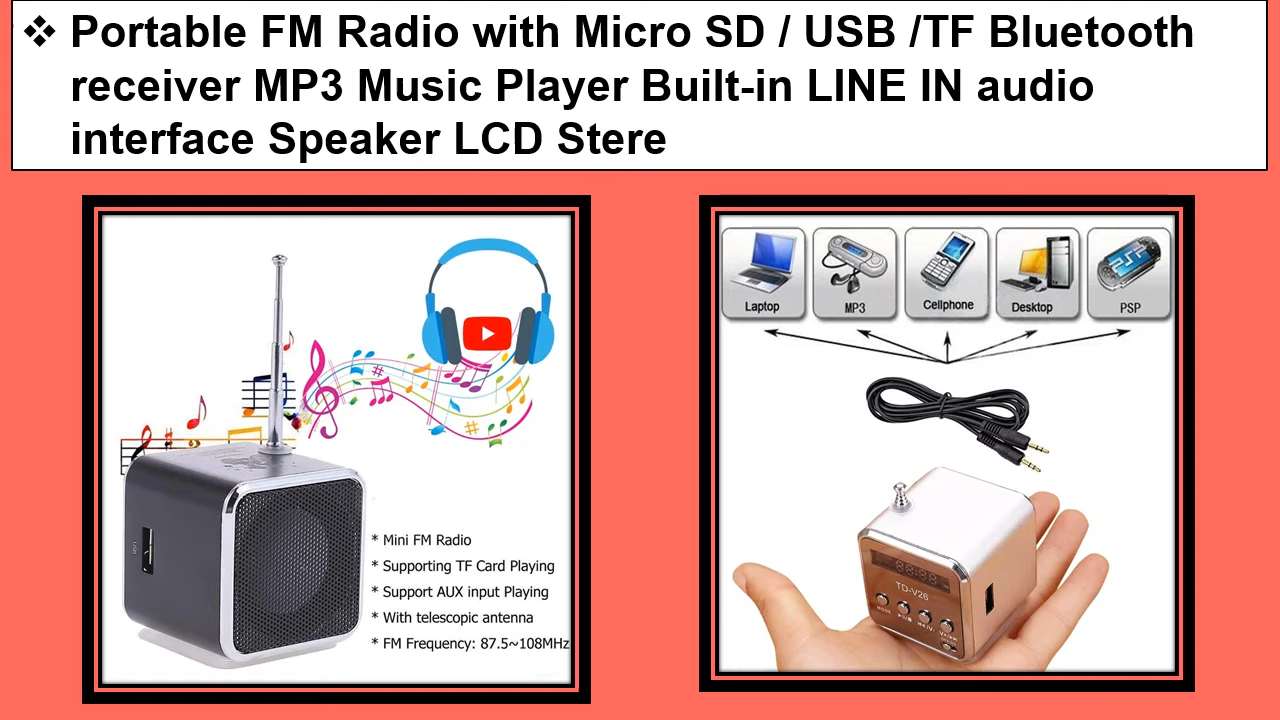 ❖ Portable FM Radio with Micro SD / USB /TF Bluetooth
receiver MP3 Music Player Built-in LINE IN audio
interface Speaker LCD Stere
* Mini FM Radio
* Supporting TF Card Playing
* Support AUX input Playing
* With telescopic antenna
* FM Frequency: 87.5~108MHz
USB
Laptop
MP3
Cellphone
Desktop
PSP
TD-V26
MODE